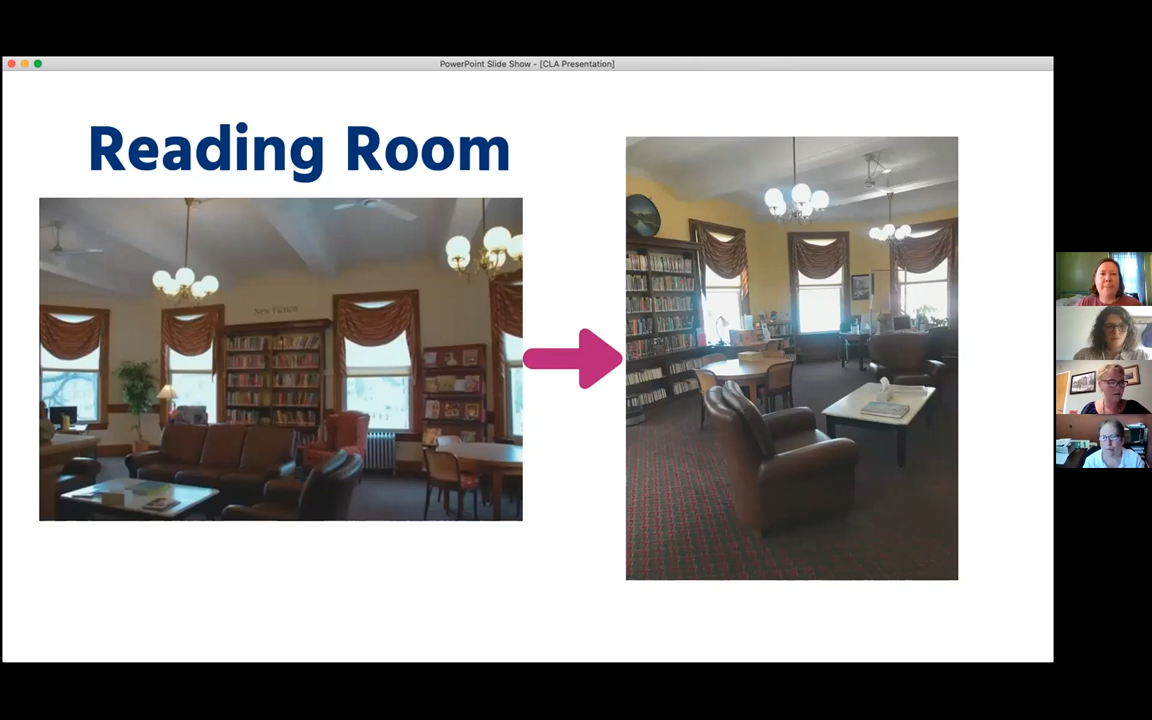 PowerPoint Slide Show - [CLA Presentation]
Reading Room
New Fiction